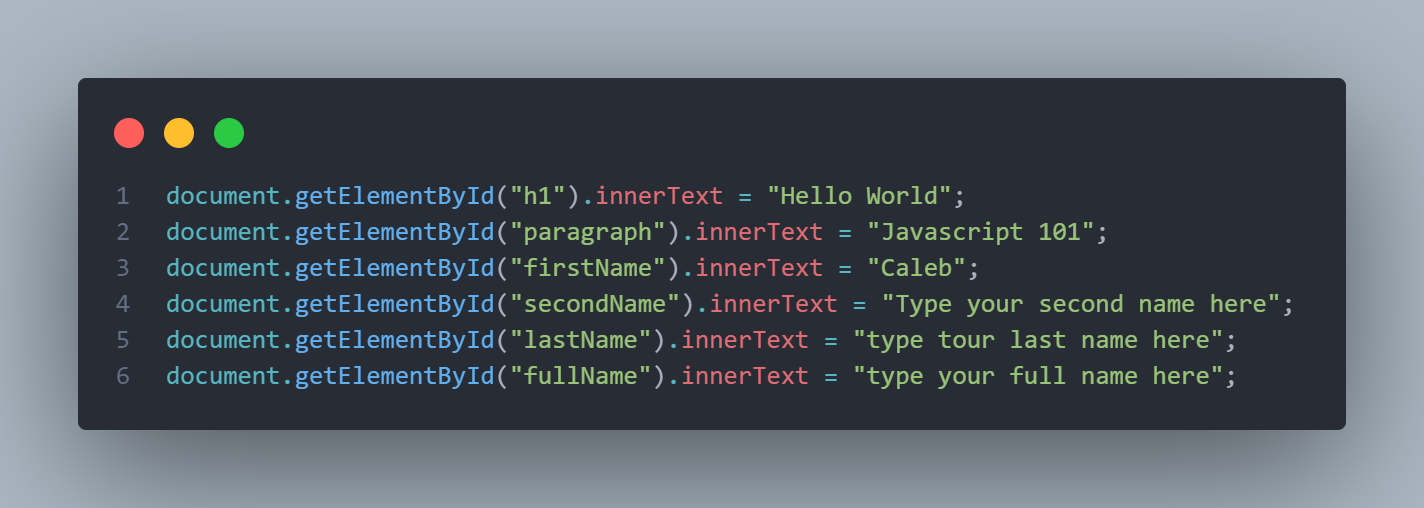 1 document.getElementById("h1").innerText = "Hello World";
2 document.getElementById("paragraph").innerText = "Javascript 101";
3 document.getElementById("firstName").innerText = "Caleb";
4 document.getElementById("secondName").innerText = "Type your second name here";
5 document.getElementById("lastName").innerText = "type tour last name here";
6 document.getElementById("fullName").innerText = "type your full name here";